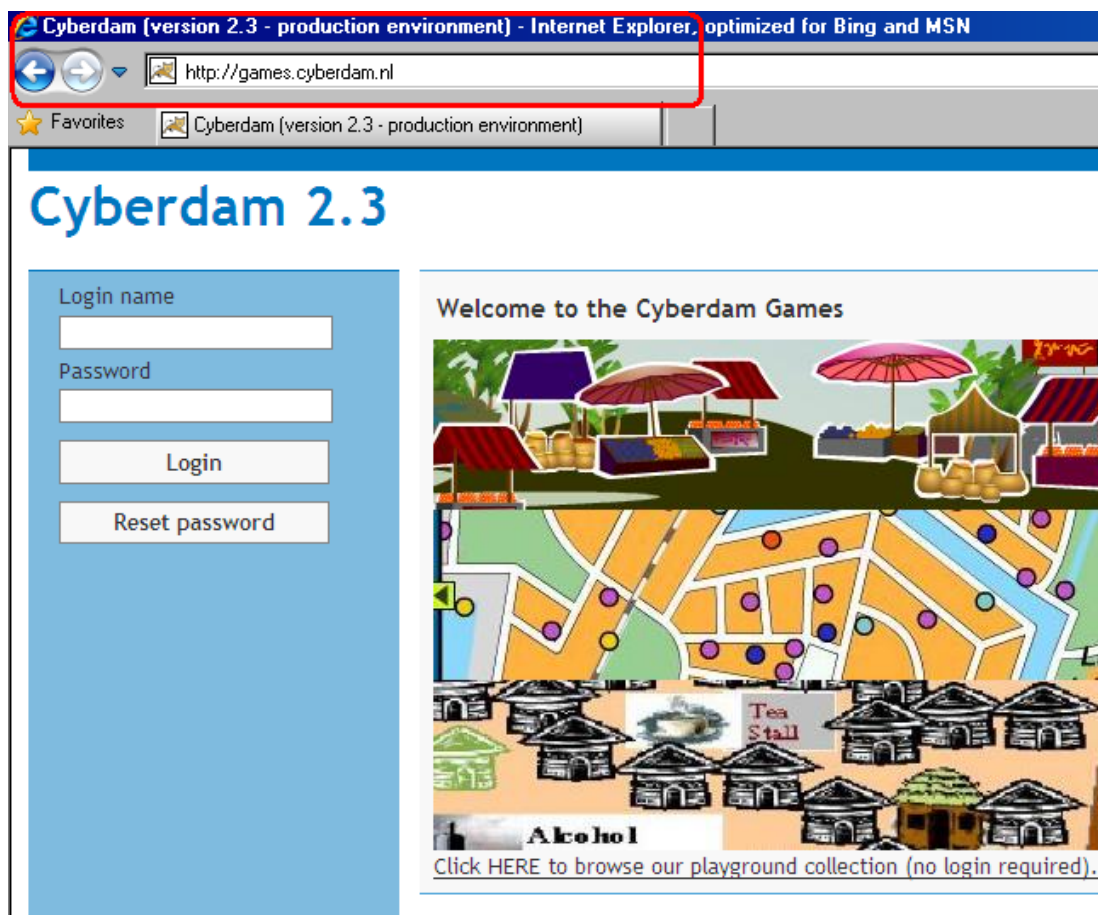 Cyberdam (version 2.3 - production environment) - Internet Explorer, optimized for Bing and MSN
http://games.cyberdam.nl
Favorites
Cyberdam (version 2.3 - production environment)
Cyberdam 2.3
Login name
Password
Login
Reset password
Welcome to the Cyberdam Games
Tea
Stall
Alcohol
Click HERE to browse our playground collection (no login required).